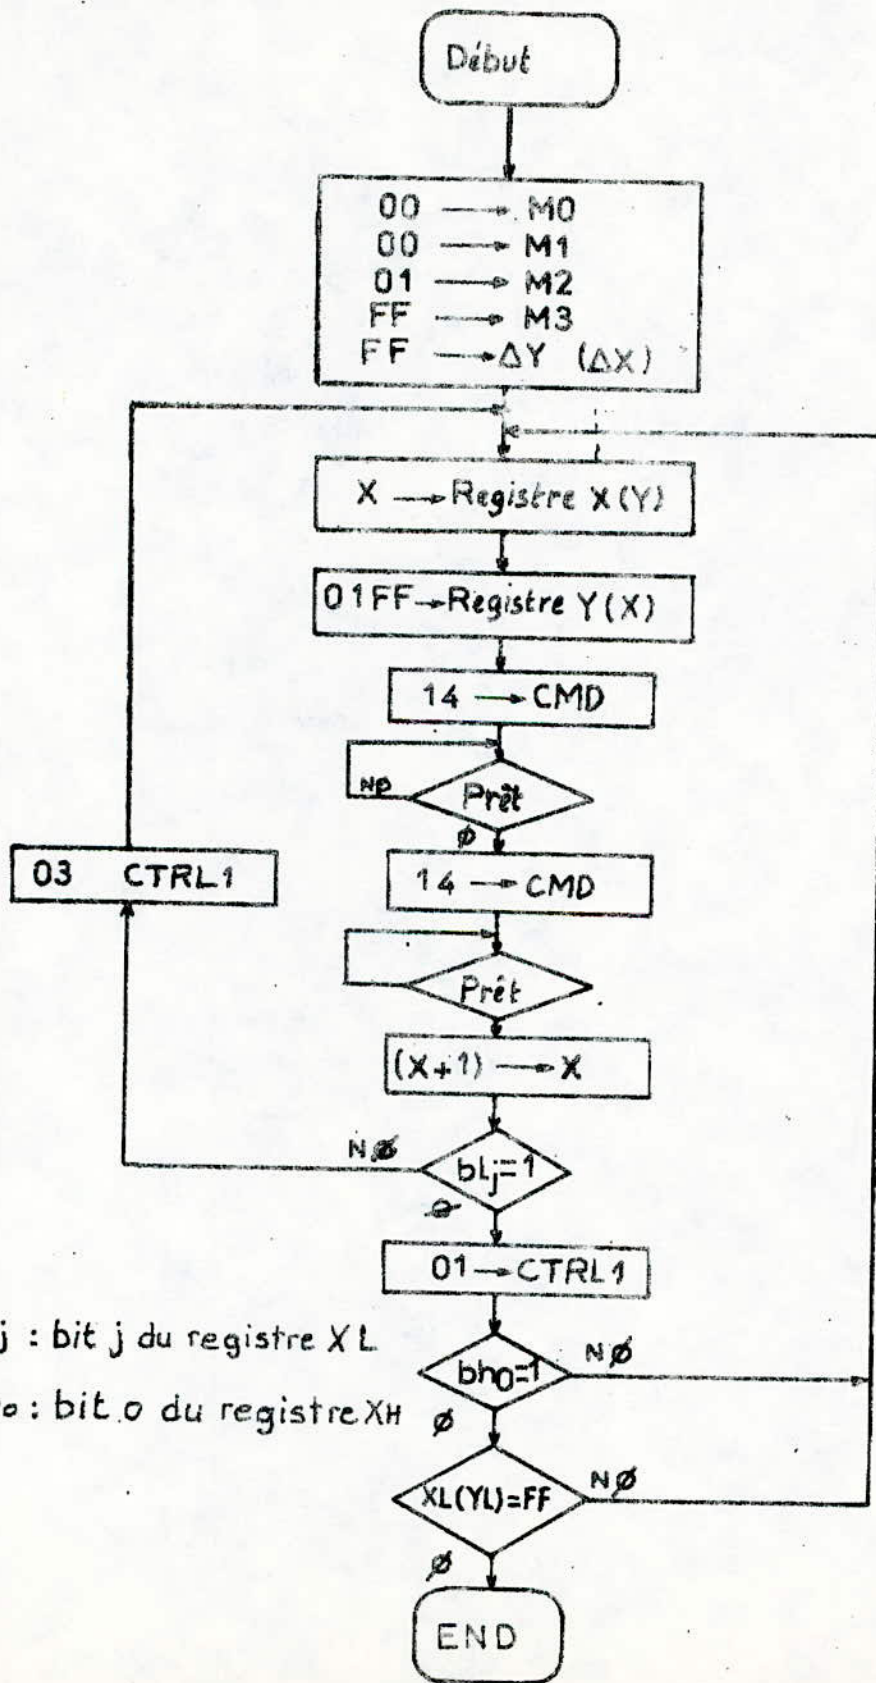 Début
00 → M0
00 → M1
01 → M2
FF → M3
FF → ΔY (ΔX)
X → Registre X(Y)
01FF → Registre Y(X)
14 → CMD
NØ
Prêt
Ø
03 CTRL1
14 → CMD
Prêt
(X+1) → X
NØ
bLj=1
Ø
01 → CTRL1
j : bit j du registre XL
bh0=1
NØ
o : bit o du registre XH
Ø
XL(YL)=FF
NØ
Ø
END